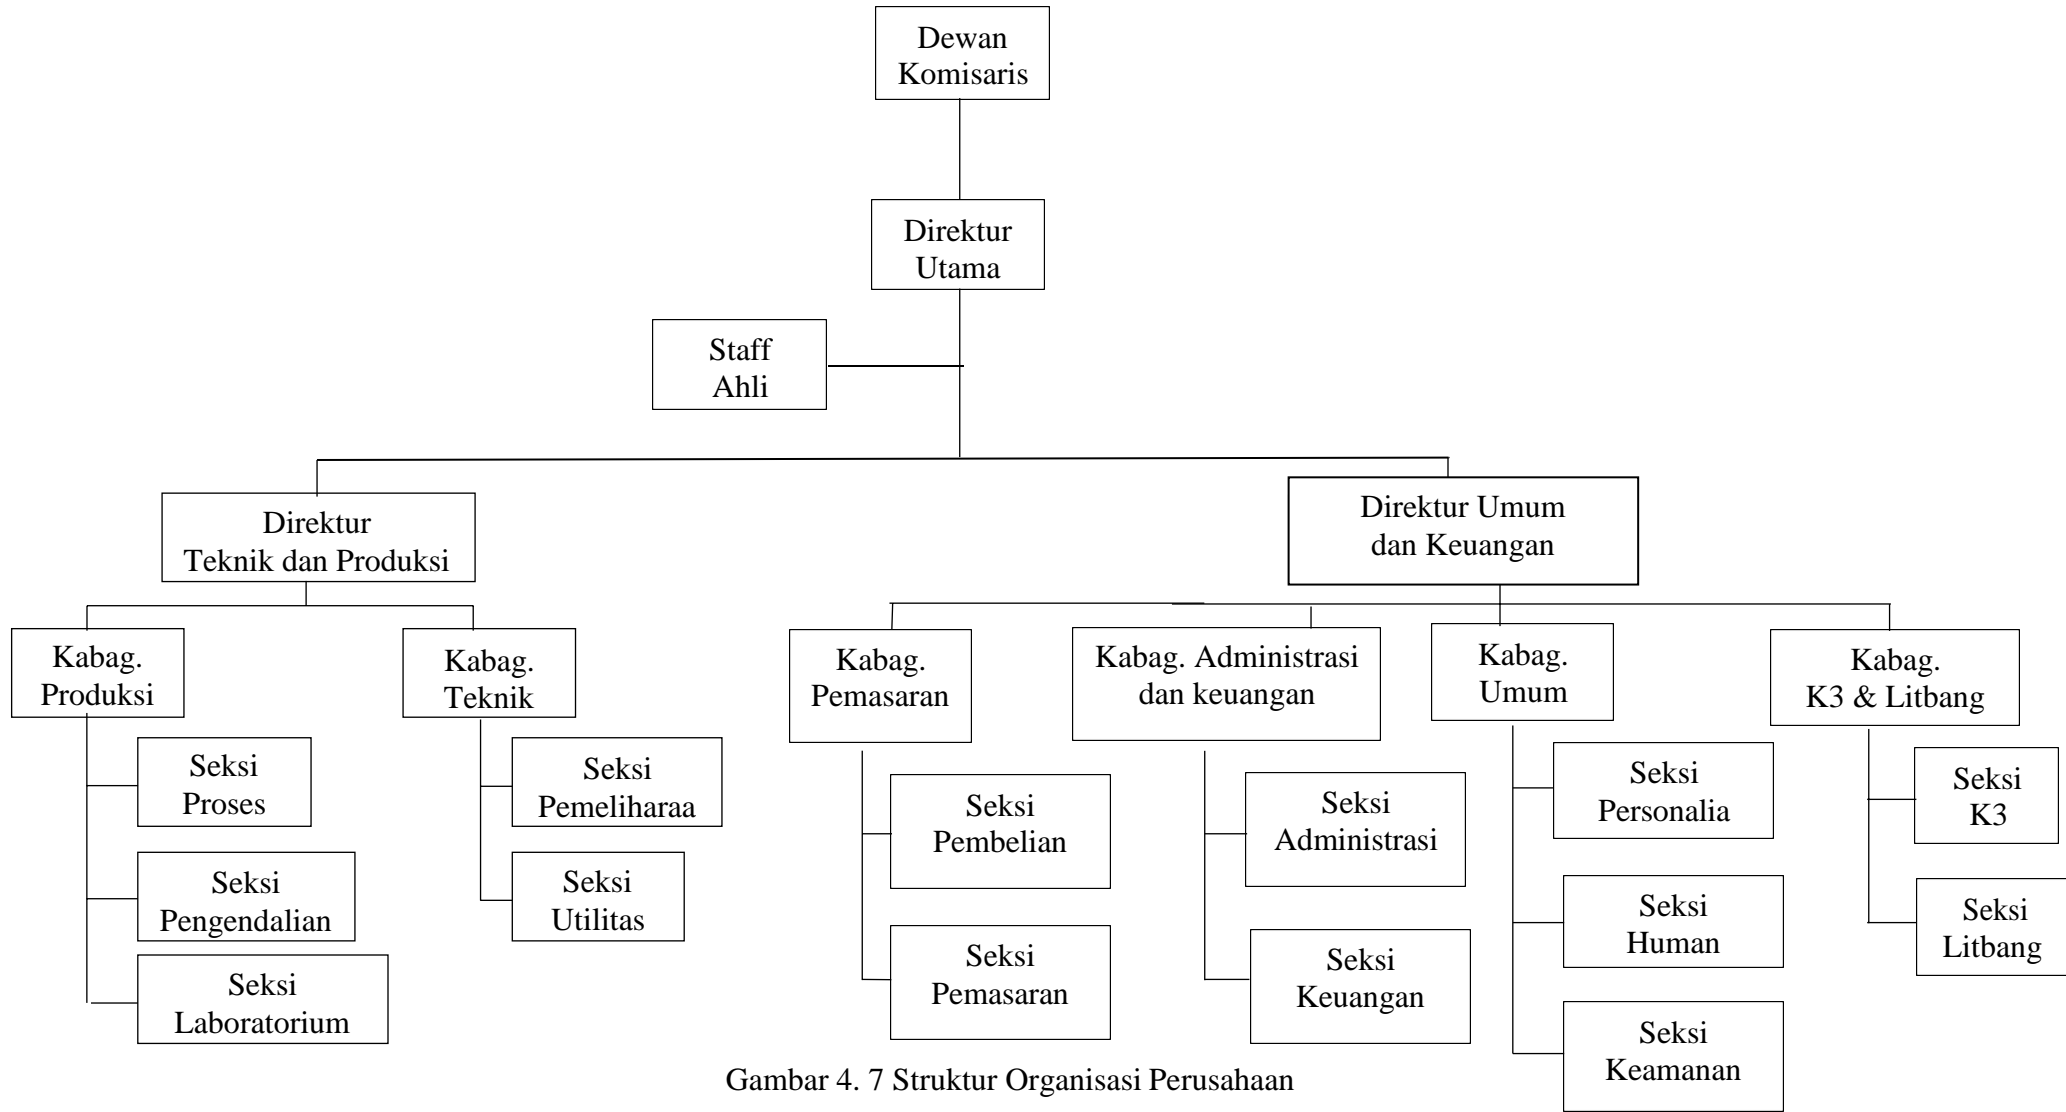 Dewan
Komisaris
Direktur
Utama
Staff
Ahli
Direktur
Teknik dan Produksi
Direktur Umum
dan Keuangan
Kabag.
Produksi
Kabag.
Teknik
Kabag.
Pemasaran
Kabag. Administrasi
dan keuangan
Kabag.
Umum
Kabag.
K3 & Litbang
Seksi
Proses
Seksi
Pengendalian
Seksi
Laboratorium
Seksi
Pemeliharaa
Seksi
Utilitas
Seksi
Pembelian
Seksi
Pemasaran
Seksi
Administrasi
Seksi
Keuangan
Seksi
Personalia
Seksi
Human
Seksi
Keamanan
Seksi
K3
Seksi
Litbang
Gambar 4. 7 Struktur Organisasi Perusahaan